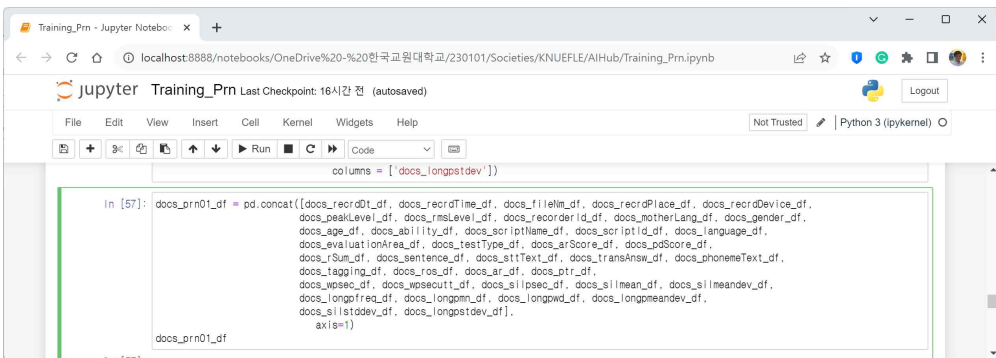 Training_Prn - Jupyter Noteboo
localhost:8888/notebooks/OneDrive%20-%20한국교원대학교/230101/Societies/KNUEFLE/AIHub/Training_Prn.ipynb
jupyter Training_Prn Last Checkpoint: 16시간 전 (autosaved)
Logout
File Edit View Insert Cell Kernel Widgets Help
Not Trusted Python 3 (ipykernel)
Run Code
columns = ['docs_longpstdev'])
In [57]: docs_prn01_df = pd.concat([docs_recrdDt_df, docs_recrdTime_df, docs_fileNm_df, docs_recrdPlace_df, docs_recrdDevice_df,
docs_peakLevel_df, docs_rmsLevel_df, docs_recorderId_df, docs_motherLang_df, docs_gender_df,
docs_age_df, docs_ability_df, docs_scriptName_df, docs_scriptId_df, docs_language_df,
docs_evaluationArea_df, docs_testType_df, docs_arScore_df, docs_pdScore_df,
docs_rSum_df, docs_sentence_df, docs_sttText_df, docs_transAnsw_df, docs_phonemeText_df,
docs_tagging_df, docs_ros_df, docs_ar_df, docs_ptr_df,
docs_wpsec_df, docs_wpsecutt_df, docs_silpsec_df, docs_silmean_df, docs_silmeandev_df,
docs_longpfreq_df, docs_longpmn_df, docs_longpwd_df, docs_longpmeandev_df,
docs_silstddev_df, docs_longpstdev_df],
axis=1)
docs_prn01_df